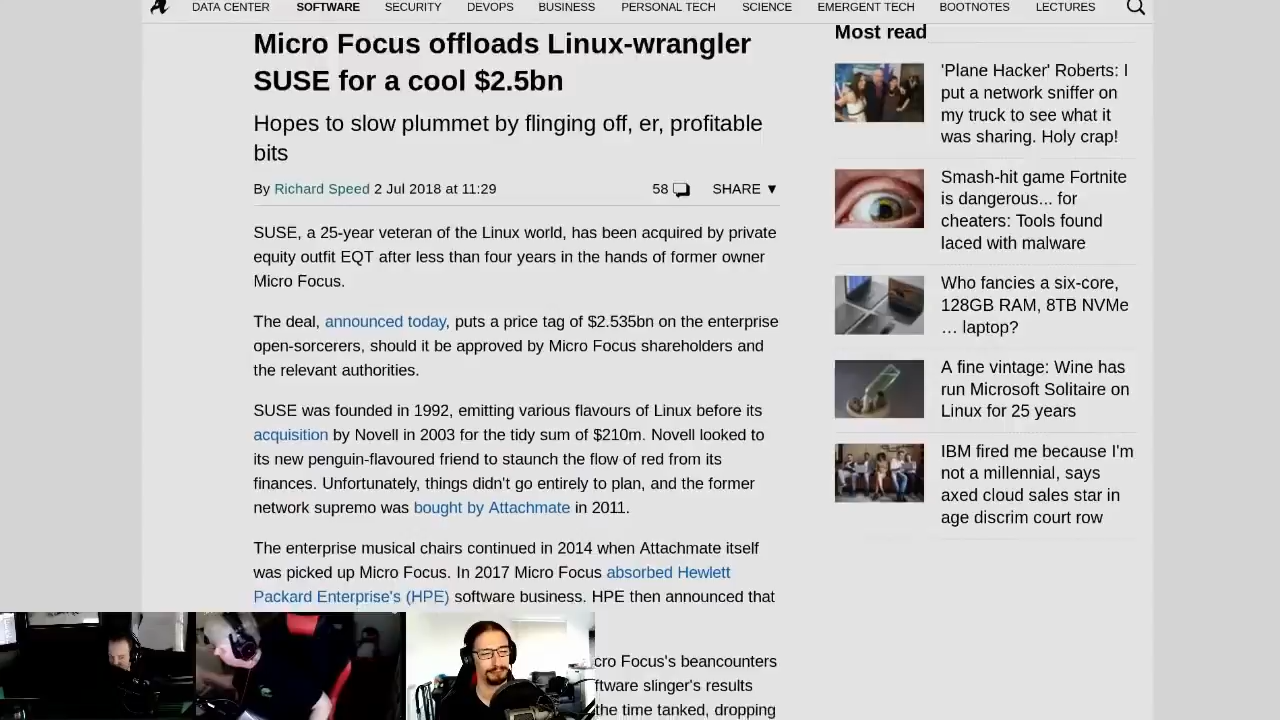 DATA CENTER SOFTWARE SECURITY DEVOPS BUSINESS PERSONAL TECH SCIENCE EMERGENT TECH BOOTNOTES LECTURES
Micro Focus offloads Linux-wrangler
SUSE for a cool $2.5bn
Hopes to slow plummet by flinging off, er, profitable
bits
By Richard Speed 2 Jul 2018 at 11:29 58 SHARE ▼
SUSE, a 25-year veteran of the Linux world, has been acquired by private
equity outfit EQT after less than four years in the hands of former owner
Micro Focus.
The deal, announced today, puts a price tag of $2.535bn on the enterprise
open-sorcerers, should it be approved by Micro Focus shareholders and
the relevant authorities.
SUSE was founded in 1992, emitting various flavours of Linux before its
acquisition by Novell in 2003 for the tidy sum of $210m. Novell looked to
its new penguin-flavoured friend to staunch the flow of red from its
finances. Unfortunately, things didn't go entirely to plan, and the former
network supremo was bought by Attachmate in 2011.
The enterprise musical chairs continued in 2014 when Attachmate itself
was picked up Micro Focus. In 2017 Micro Focus absorbed Hewlett
Packard Enterprise's (HPE) software business. HPE then announced that
cro Focus's beancounters
ftware slinger's results
the time tanked, dropping
Most read
'Plane Hacker' Roberts: I
put a network sniffer on
my truck to see what it
was sharing. Holy crap!
Smash-hit game Fortnite
is dangerous... for
cheaters: Tools found
laced with malware
Who fancies a six-core,
128GB RAM, 8TB NVMe
… laptop?
A fine vintage: Wine has
run Microsoft Solitaire on
Linux for 25 years
IBM fired me because I'm
not a millennial, says
axed cloud sales star in
age discrim court row